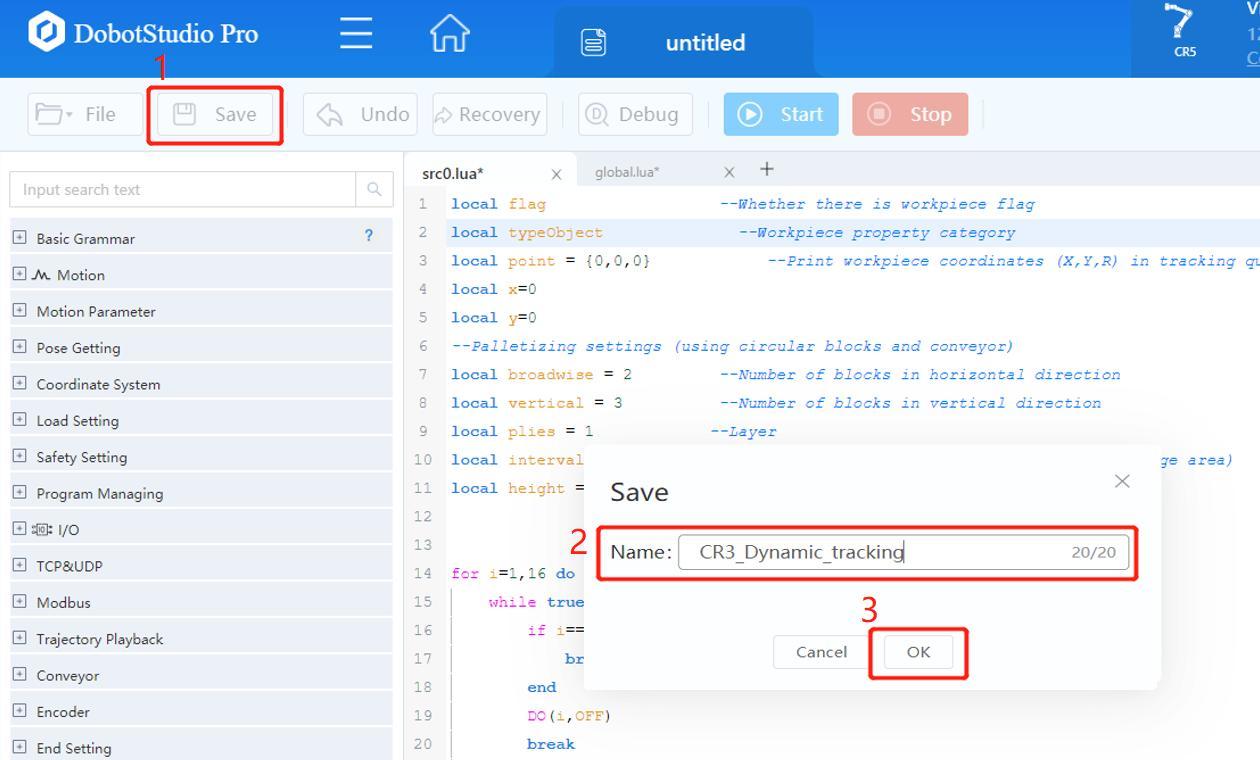 DobotStudio Pro
untitled
CR5
1
File
Save
Undo
Recovery
Debug
Start
Stop
Input search text
Basic Grammar ?
Motion
Motion Parameter
Pose Getting
Coordinate System
Load Setting
Safety Setting
Program Managing
I/O
TCP&UDP
Modbus
Trajectory Playback
Conveyor
Encoder
End Setting
src0.lua*
global.lua*
1 local flag --Whether there is workpiece flag
2 local typeObject --Workpiece property category
3 local point = {0,0,0} --Print workpiece coordinates (X,Y,R) in tracking qu
4 local x=0
5 local y=0
6 --Palletizing settings (using circular blocks and conveyor)
7 local broadwise = 2 --Number of blocks in horizontal direction
8 local vertical = 3 --Number of blocks in vertical direction
9 local plies = 1 --Layer
10 local interval ge area)
11 local height =
12
13
14 for i=1,16 do
15 while true
16 if i==
17 br
18 end
19 DO(i,OFF)
20 break
Save
2
Name: CR3_Dynamic_tracking 20/20
3
Cancel
OK